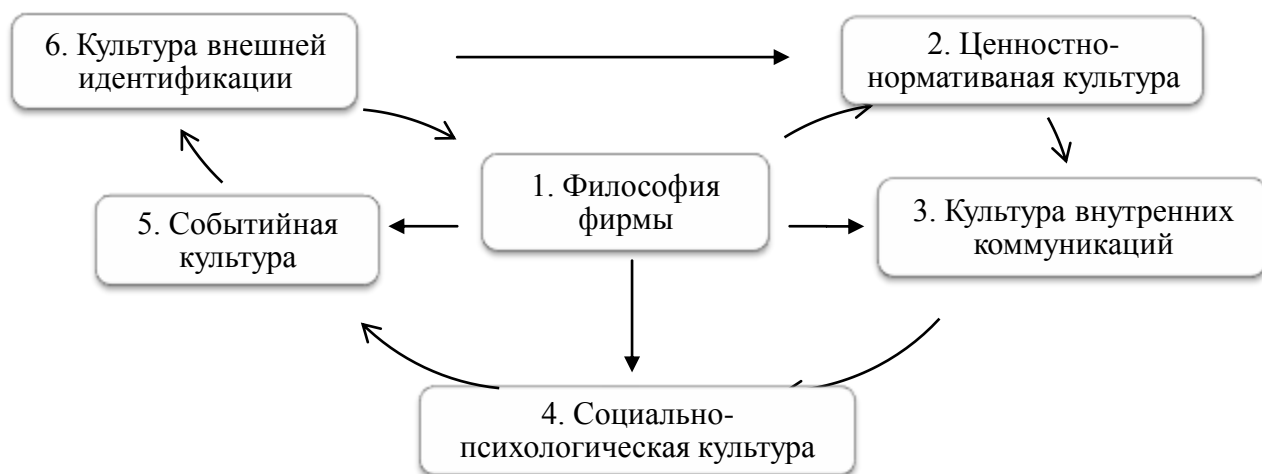 6. Культура внешней
идентификации
2. Ценностно-
нормативаная культура
1. Философия
фирмы
5. Событийная
культура
3. Культура внутренних
коммуникаций
4. Социально-
психологическая культура